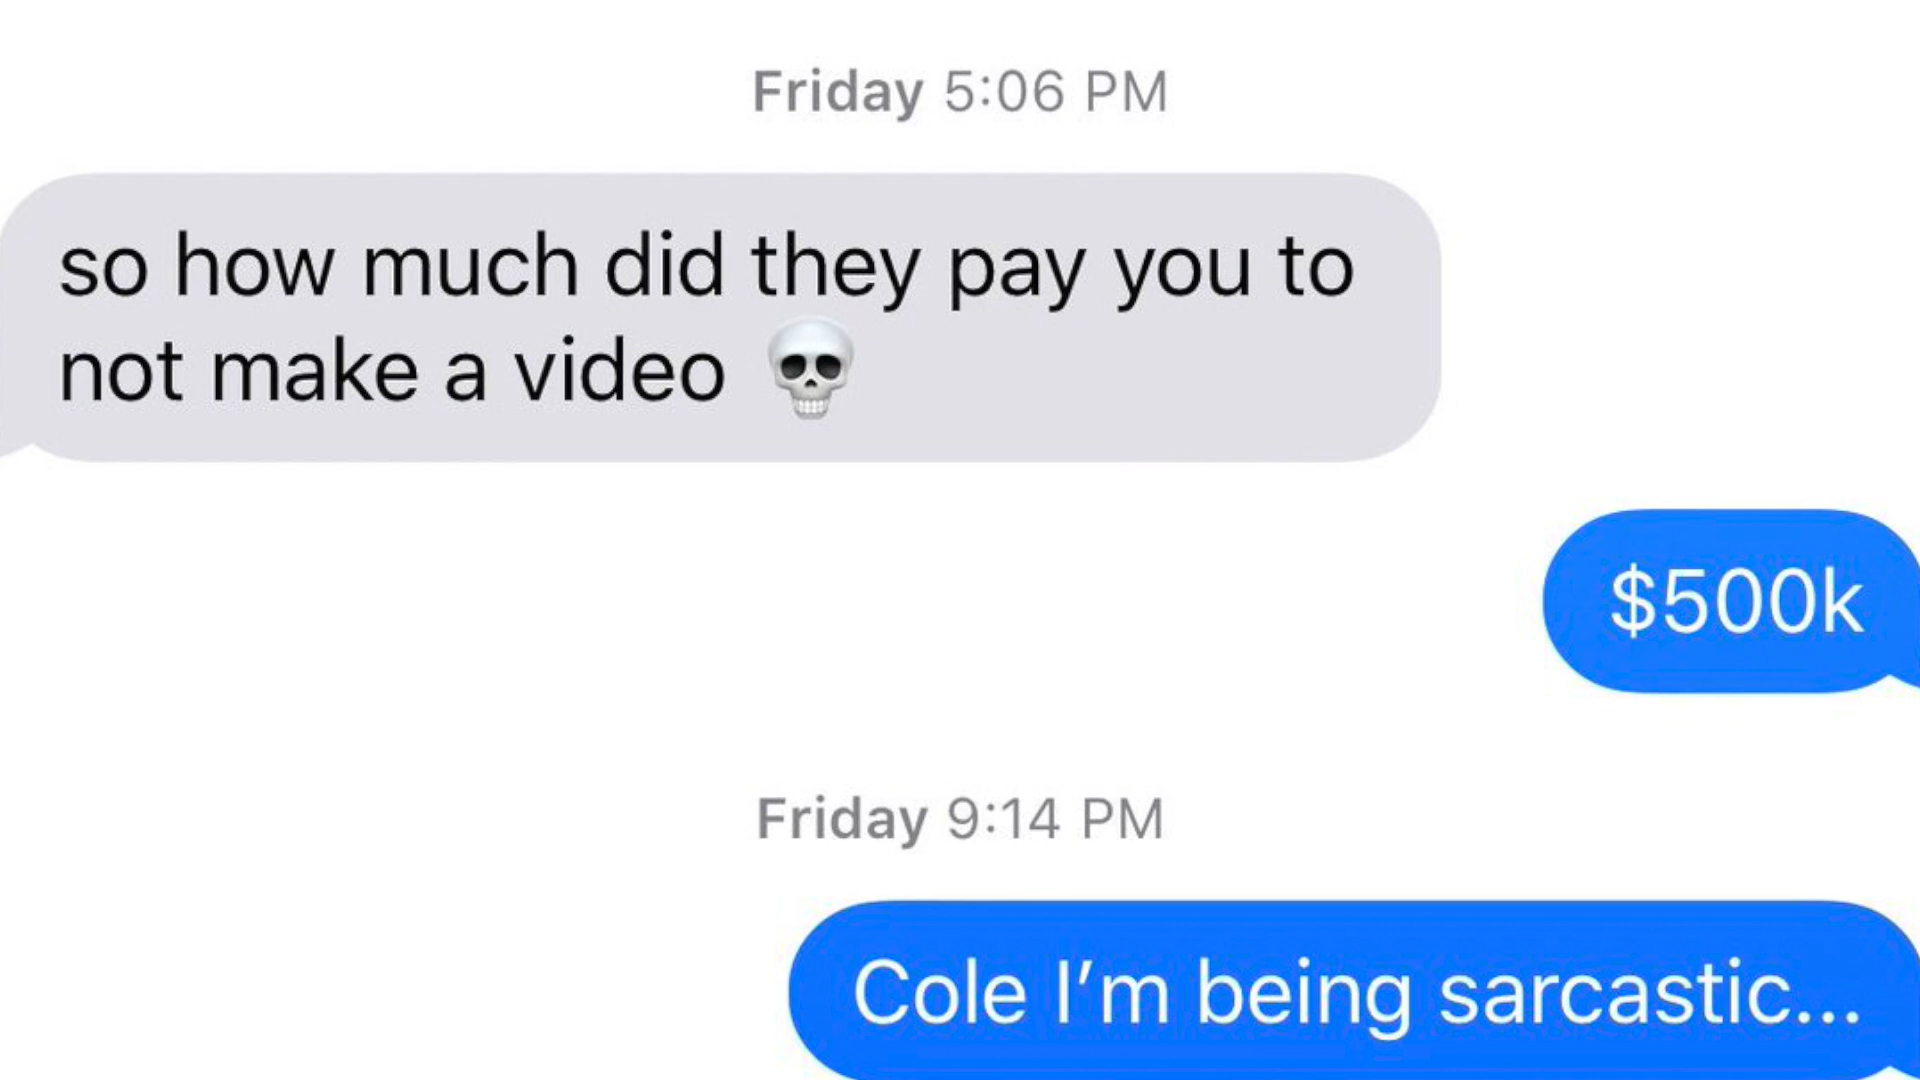 Friday 5:06 PM
so how much did they pay you to
not make a video 💀
$500k
Friday 9:14 PM
Cole I’m being sarcastic...